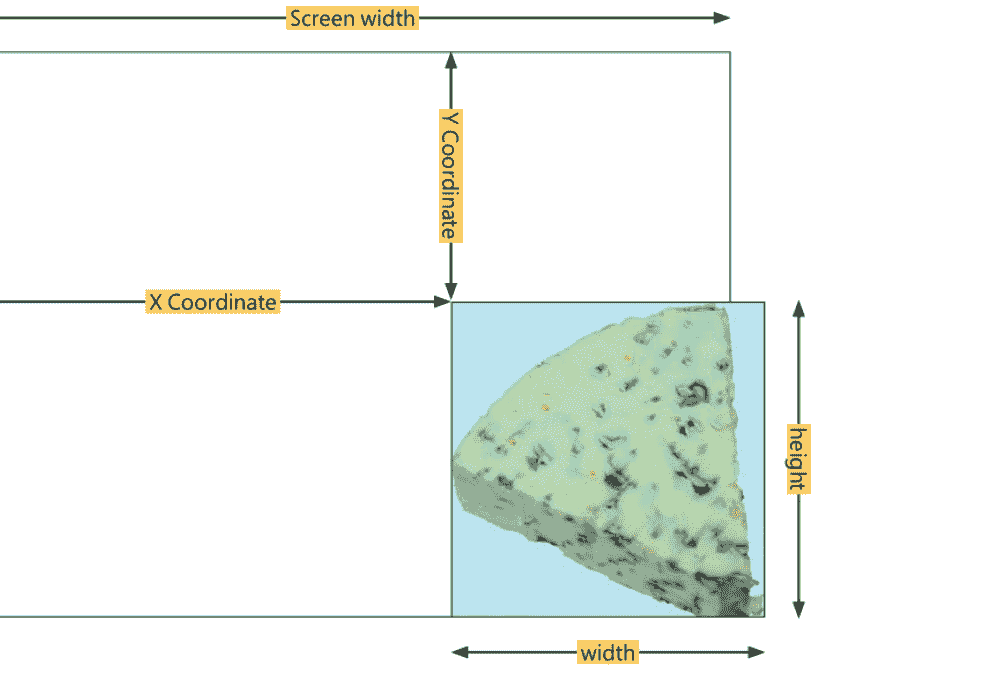 Screen width
Y Coordinate
X Coordinate
height
width